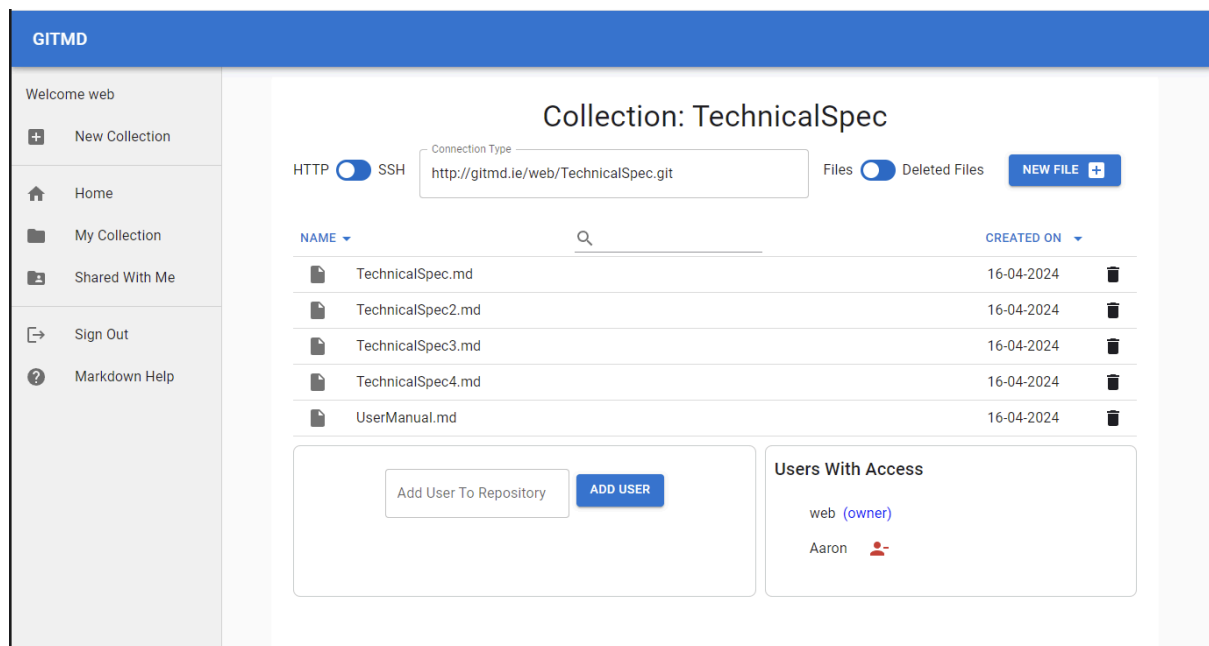 GITMD
Welcome web
New Collection
Home
My Collection
Shared With Me
Sign Out
Markdown Help
Collection: TechnicalSpec
HTTP SSH
Connection Type
http://gitmd.ie/web/TechnicalSpec.git
Files Deleted Files
NEW FILE
NAME CREATED ON
TechnicalSpec.md 16-04-2024
TechnicalSpec2.md 16-04-2024
TechnicalSpec3.md 16-04-2024
TechnicalSpec4.md 16-04-2024
UserManual.md 16-04-2024
Add User To Repository
ADD USER
Users With Access
web (owner)
Aaron